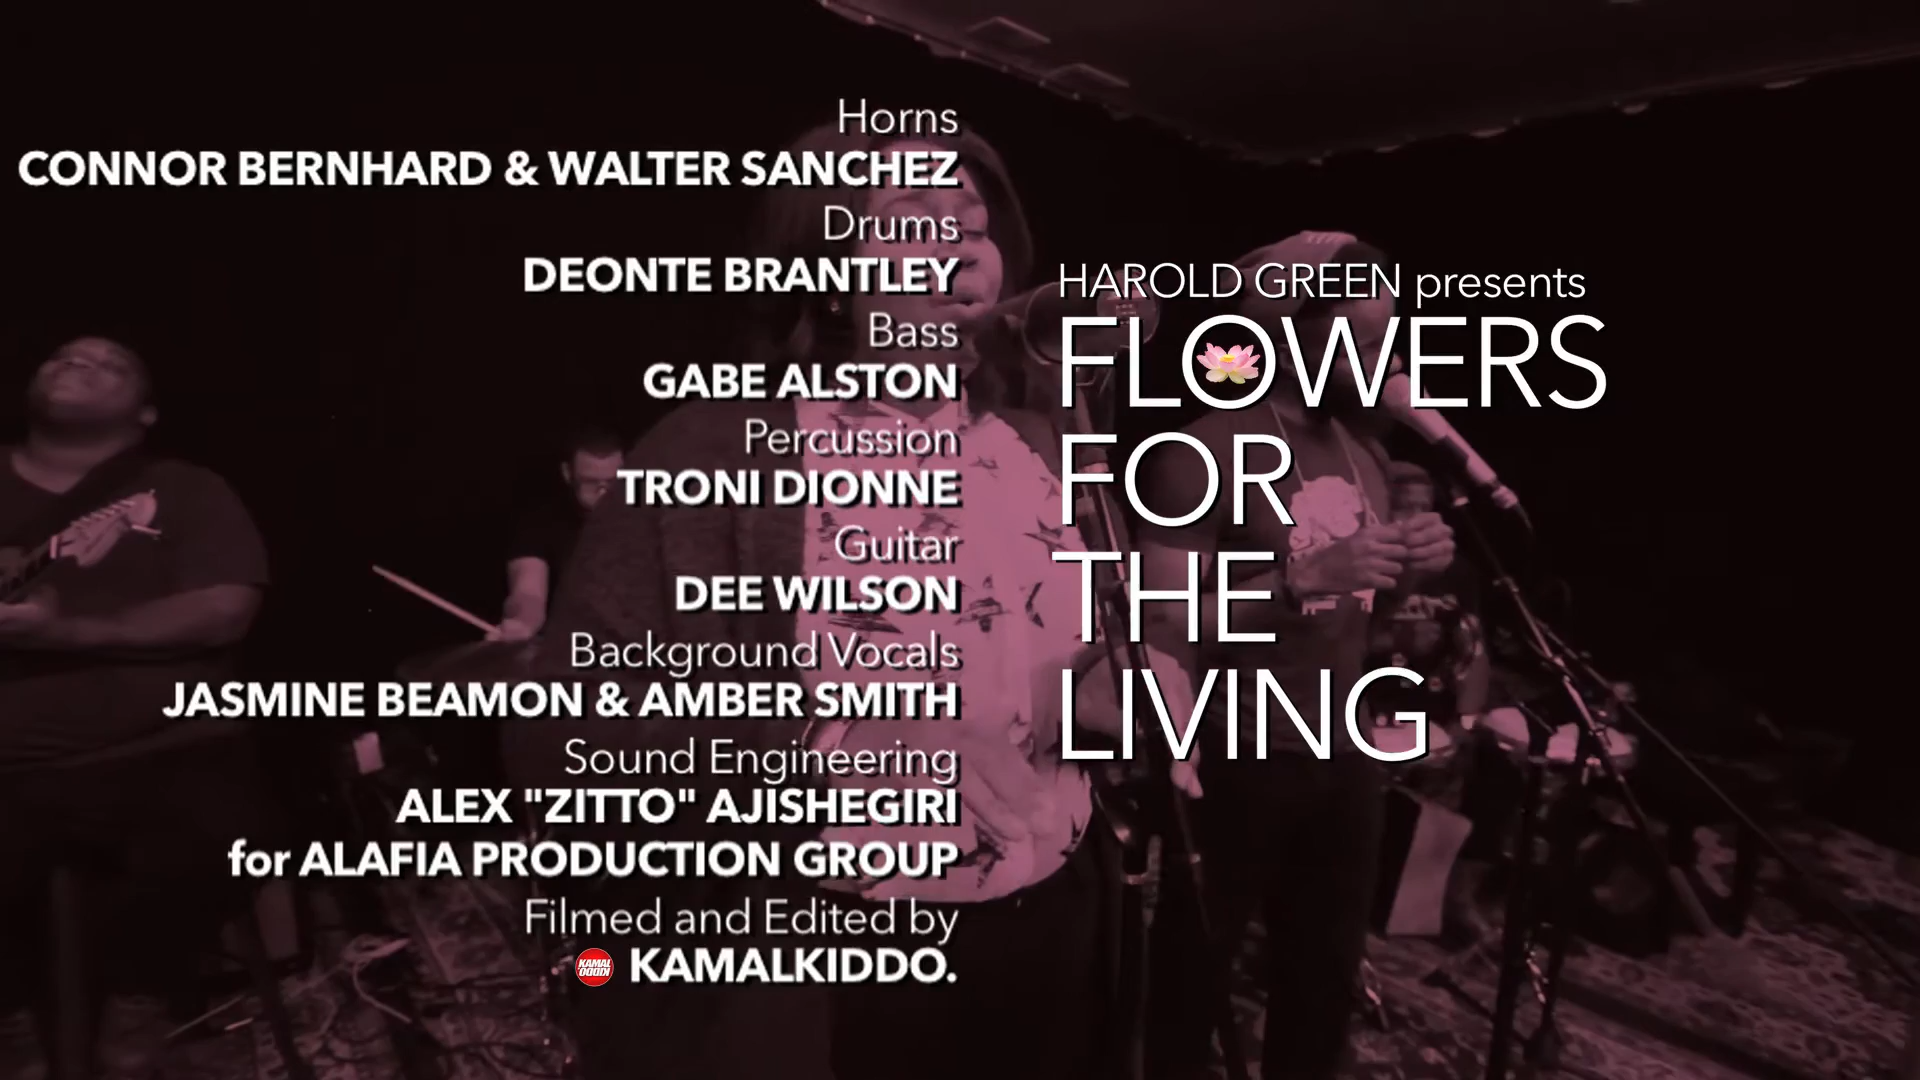 Horns
CONNOR BERNHARD & WALTER SANCHEZ
Drums
DEONTE BRANTLEY
Bass
GABE ALSTON
Percussion
TRONI DIONNE
Guitar
DEE WILSON
Background Vocals
JASMINE BEAMON & AMBER SMITH
Sound Engineering
ALEX "ZITTO" AJISHEGIRI
for ALAFIA PRODUCTION GROUP
Filmed and Edited by
KAMAL
KIDDO
KAMALKIDDO.
HAROLD GREEN presents
FLOWERS
FOR
THE
LIVING